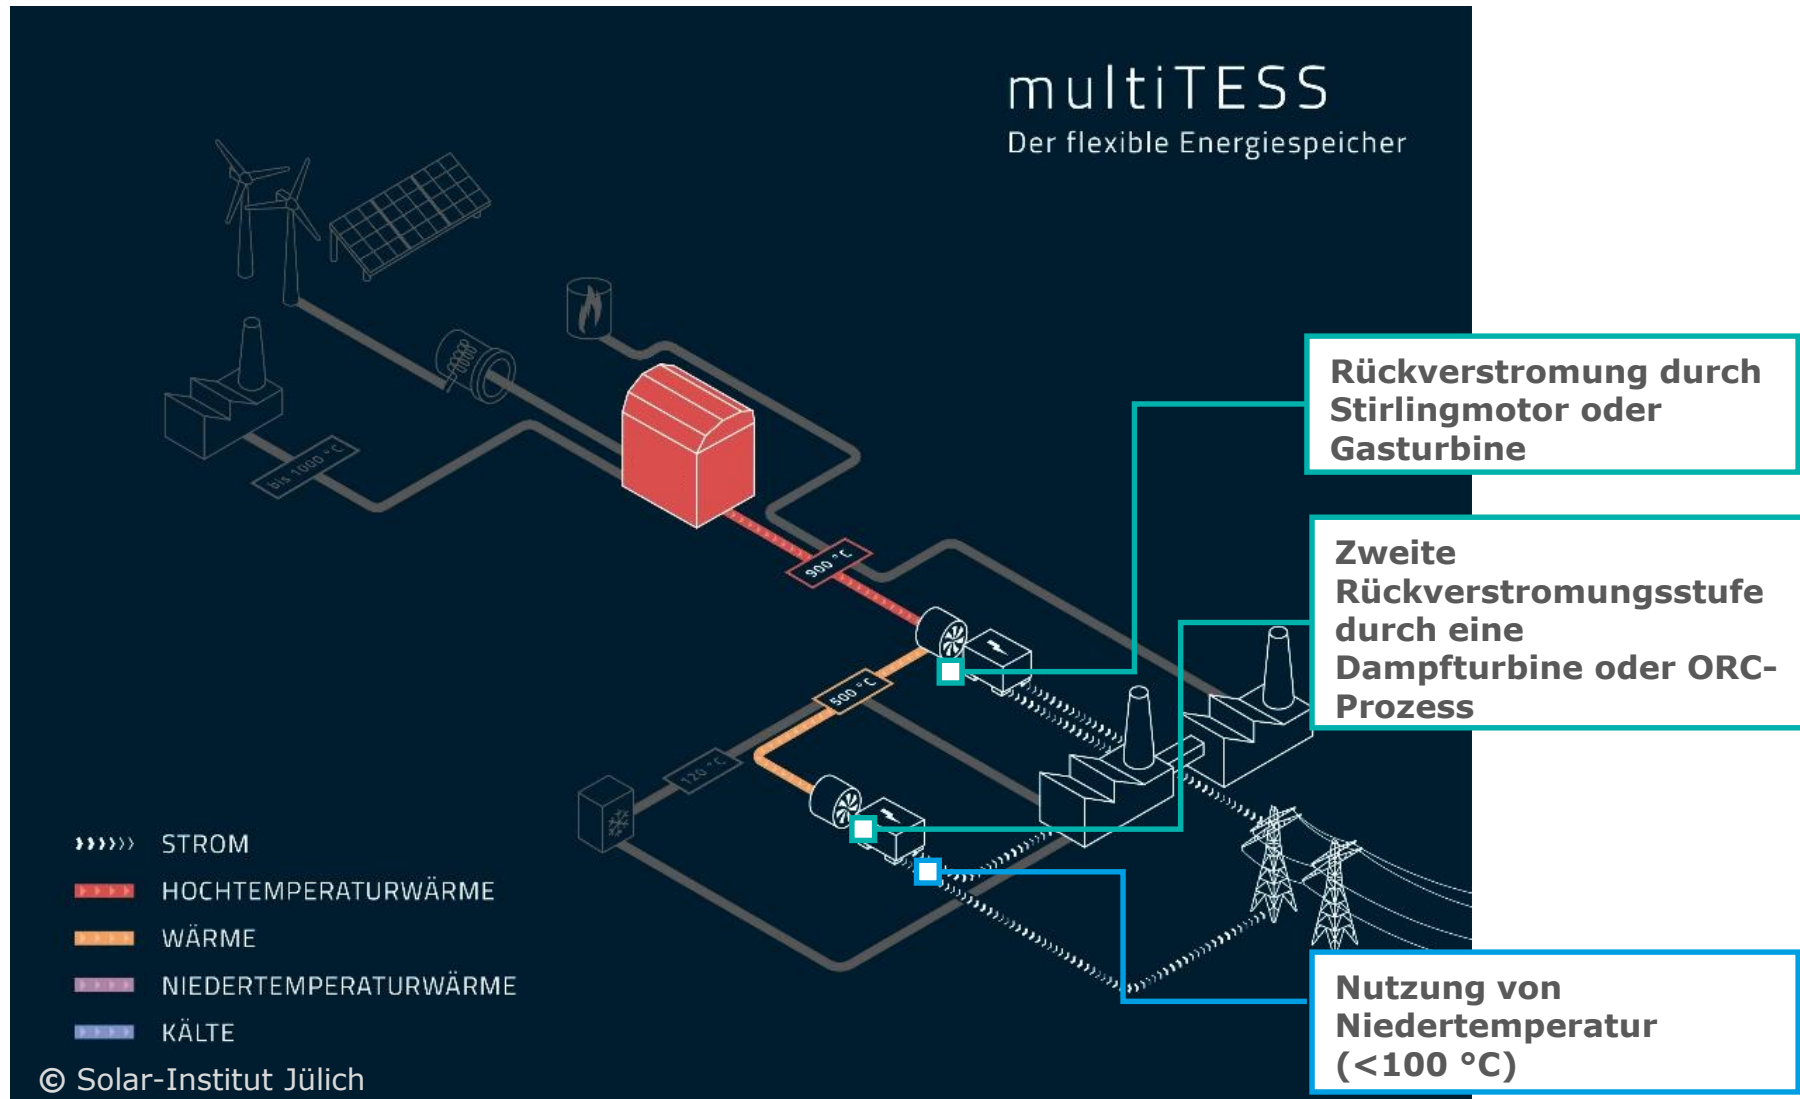 multiTESS
Der flexible Energiespeicher
bis 1000 °C
900 °C
500 °C
120 °C
Rückverstromung durch
Stirlingmotor oder
Gasturbine
Zweite
Rückverstromungsstufe
durch eine
Dampfturbine oder ORC-
Prozess
Nutzung von
Niedertemperatur
(<100 °C)
STROM
HOCHTEMPERATURWÄRME
WÄRME
NIEDERTEMPERATURWÄRME
KÄLTE
© Solar-Institut Jülich